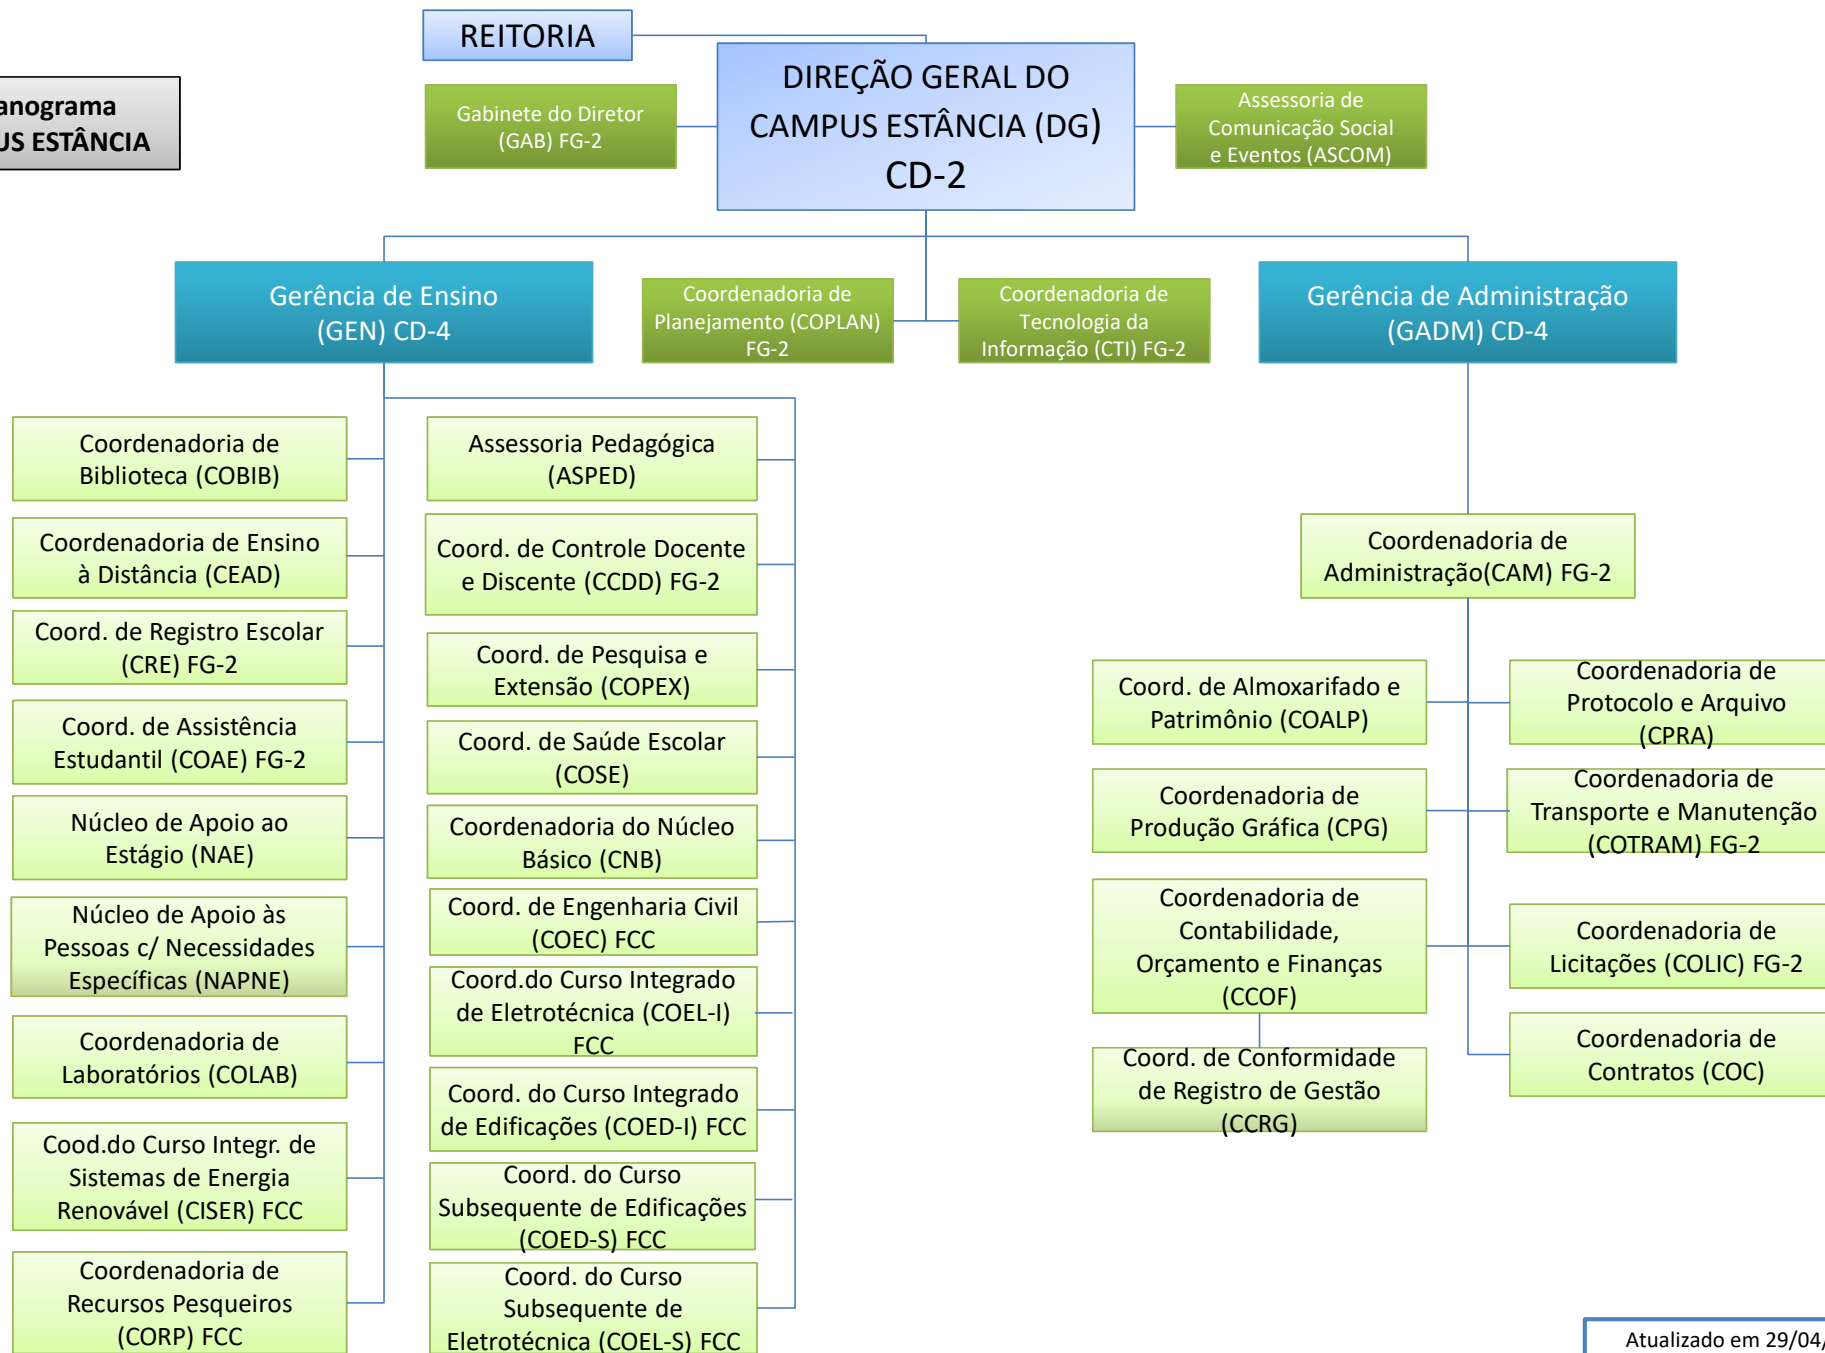 REITORIA
anograma
US ESTÂNCIA
DIREÇÃO GERAL DO
CAMPUS ESTÂNCIA (DG)
CD-2
Gabinete do Diretor
(GAB) FG-2
Assessoria de
Comunicação Social
e Eventos (ASCOM)
Gerência de Ensino
(GEN) CD-4
Coordenadoria de
Planejamento (COPLAN)
FG-2
Coordenadoria de
Tecnologia da
Informação (CTI) FG-2
Gerência de Administração
(GADM) CD-4
Coordenadoria de
Biblioteca (COBIB)
Coordenadoria de Ensino
à Distância (CEAD)
Coord. de Registro Escolar
(CRE) FG-2
Coord. de Assistência
Estudantil (COAE) FG-2
Núcleo de Apoio ao
Estágio (NAE)
Núcleo de Apoio às
Pessoas c/ Necessidades
Específicas (NAPNE)
Coordenadoria de
Laboratórios (COLAB)
Cood.do Curso Integr. de
Sistemas de Energia
Renovável (CISER) FCC
Coordenadoria de
Recursos Pesqueiros
(CORP) FCC
Assessoria Pedagógica
(ASPED)
Coord. de Controle Docente
e Discente (CCDD) FG-2
Coord. de Pesquisa e
Extensão (COPEX)
Coord. de Saúde Escolar
(COSE)
Coordenadoria do Núcleo
Básico (CNB)
Coord. de Engenharia Civil
(COEC) FCC
Coord.do Curso Integrado
de Eletrotécnica (COEL-I)
FCC
Coord. do Curso Integrado
de Edificações (COED-I) FCC
Coord. do Curso
Subsequente de Edificações
(COED-S) FCC
Coord. do Curso
Subsequente de
Eletrotécnica (COEL-S) FCC
Coordenadoria de
Administração(CAM) FG-2
Coord. de Almoxarifado e
Patrimônio (COALP)
Coordenadoria de
Produção Gráfica (CPG)
Coordenadoria de
Contabilidade,
Orçamento e Finanças
(CCOF)
Coord. de Conformidade
de Registro de Gestão
(CCRG)
Coordenadoria de
Protocolo e Arquivo
(CPRA)
Coordenadoria de
Transporte e Manutenção
(COTRAM) FG-2
Coordenadoria de
Licitações (COLIC) FG-2
Coordenadoria de
Contratos (COC)
Atualizado em 29/04/